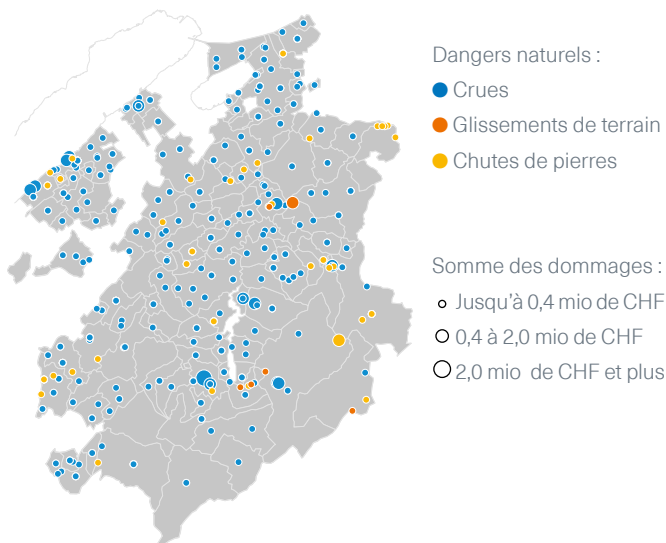 Dangers naturels :
Crues
Glissements de terrain
Chutes de pierres
Somme des dommages :
Jusqu'à 0,4 mio de CHF
0,4 à 2,0 mio de CHF
2,0 mio de CHF et plus